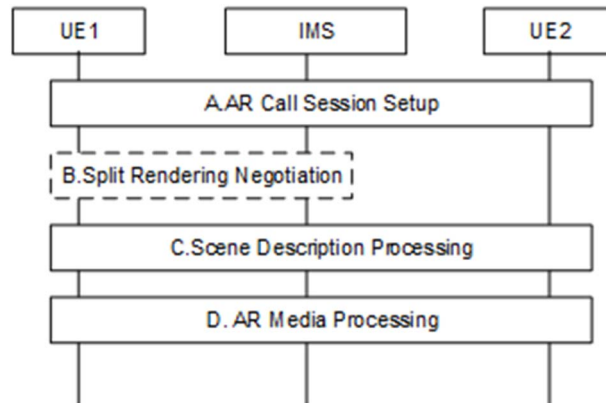 UE1
IMS
UE2
A.AR Call Session Setup
B.Split Rendering Negotiation
C.Scene Description Processing
D. AR Media Processing